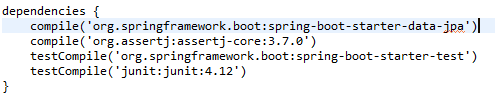 dependencies {
    compile('org.springframework.boot:spring-boot-starter-data-jpa')
    compile('org.assertj:assertj-core:3.7.0')
    testCompile('org.springframework.boot:spring-boot-starter-test')
    testCompile('junit:junit:4.12')
}